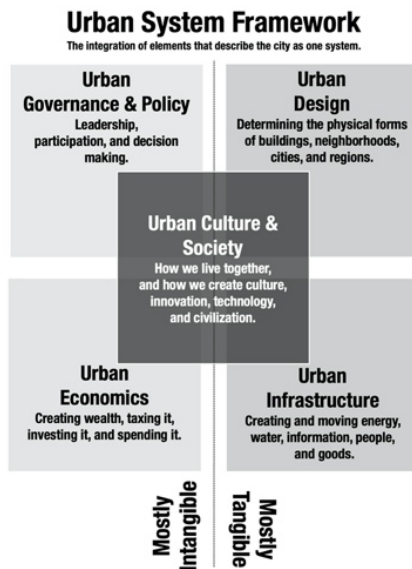 Urban System Framework
The integration of elements that describe the city as one system.
Urban
Governance & Policy
Leadership,
participation, and decision
making.
Urban
Design
Determining the physical forms
of buildings, neighborhoods,
cities, and regions.
Urban Culture &
Society
How we live together,
and how we create culture,
innovation, technology,
and civilization.
Urban
Economics
Creating wealth, taxing it,
investing it, and spending it.
Urban
Infrastructure
Creating and moving energy,
water, information, people,
and goods.
Mostly
Intangible
Mostly
Tangible